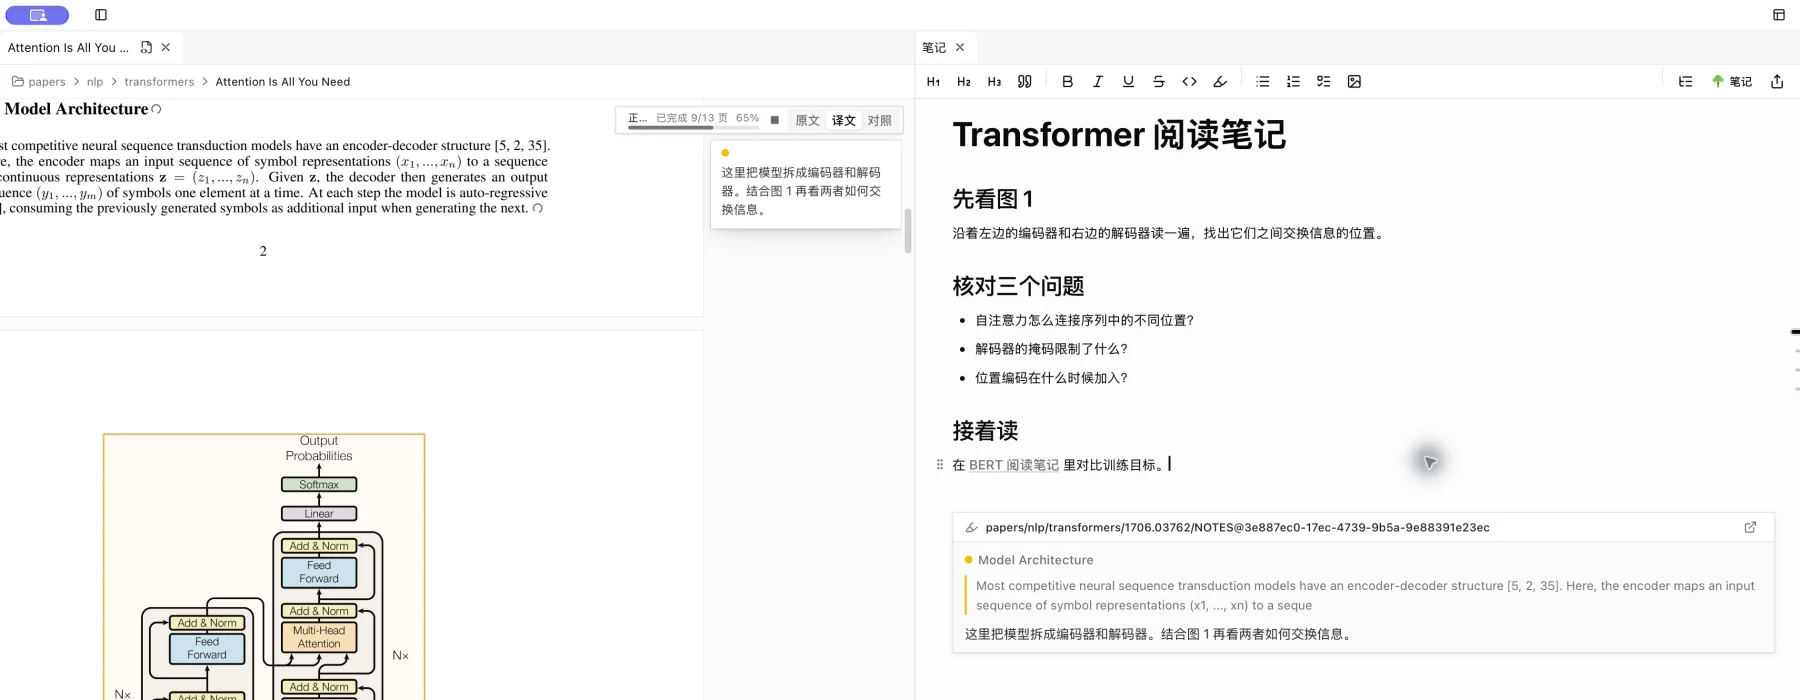 Attention Is All You ...
笔记
papers > nlp > transformers > Attention Is All You Need
H1 H2 H3
笔记
Model Architecture
正... 已完成 9/13 页 65%
原文 译文 对照
st competitive neural sequence transduction models have an encoder-decoder structure [5, 2, 35].
e, the encoder maps an input sequence of symbol representations (x1, ..., xn) to a sequence
continuous representations z = (z1, ..., zn). Given z, the decoder then generates an output
uence (y1, ..., ym) of symbols one element at a time. At each step the model is auto-regressive
], consuming the previously generated symbols as additional input when generating the next.
2
这里把模型拆成编码器和解码
器。结合图 1 再看两者如何交
换信息。
Output
Probabilities
Softmax
Linear
Add & Norm
Feed
Forward
Add & Norm
Multi-Head
Attention
Add & Norm
Feed
Forward
N×
Add & Norm
N×
Add & Norm
Transformer 阅读笔记
先看图 1
沿着左边的编码器和右边的解码器读一遍，找出它们之间交换信息的位置。
核对三个问题
• 自注意力怎么连接序列中的不同位置?
• 解码器的掩码限制了什么?
• 位置编码在什么时候加入?
接着读
在 BERT 阅读笔记 里对比训练目标。
papers/nlp/transformers/1706.03762/NOTES@3e887ec0-17ec-4739-9b5a-9e88391e23ec
Model Architecture
Most competitive neural sequence transduction models have an encoder-decoder structure [5, 2, 35]. Here, the encoder maps an input
sequence of symbol representations (x1, ..., xn) to a seque
这里把模型拆成编码器和解码器。结合图 1 再看两者如何交换信息。